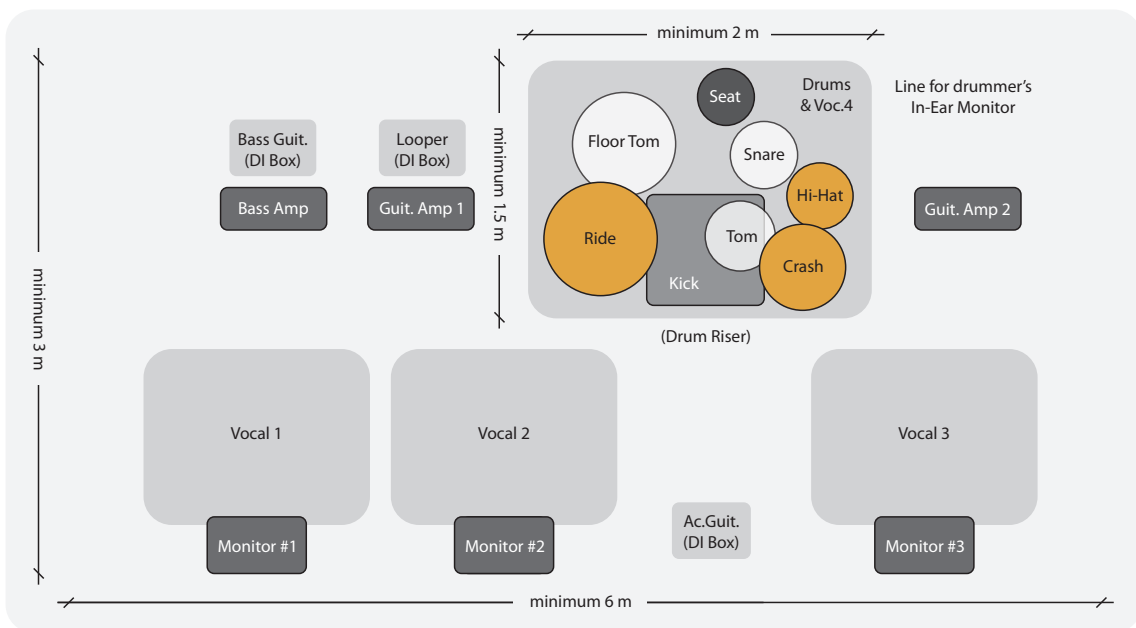 minimum 2 m
minimum 3 m
minimum 1.5 m
Seat
Drums
& Voc.4
Line for drummer’s
In-Ear Monitor
Bass Guit.
(DI Box)
Looper
(DI Box)
Floor Tom
Snare
Hi-Hat
Bass Amp
Guit. Amp 1
Guit. Amp 2
Ride
Tom
Crash
Kick
(Drum Riser)
Vocal 1
Vocal 2
Vocal 3
Ac.Guit.
(DI Box)
Monitor #1
Monitor #2
Monitor #3
minimum 6 m